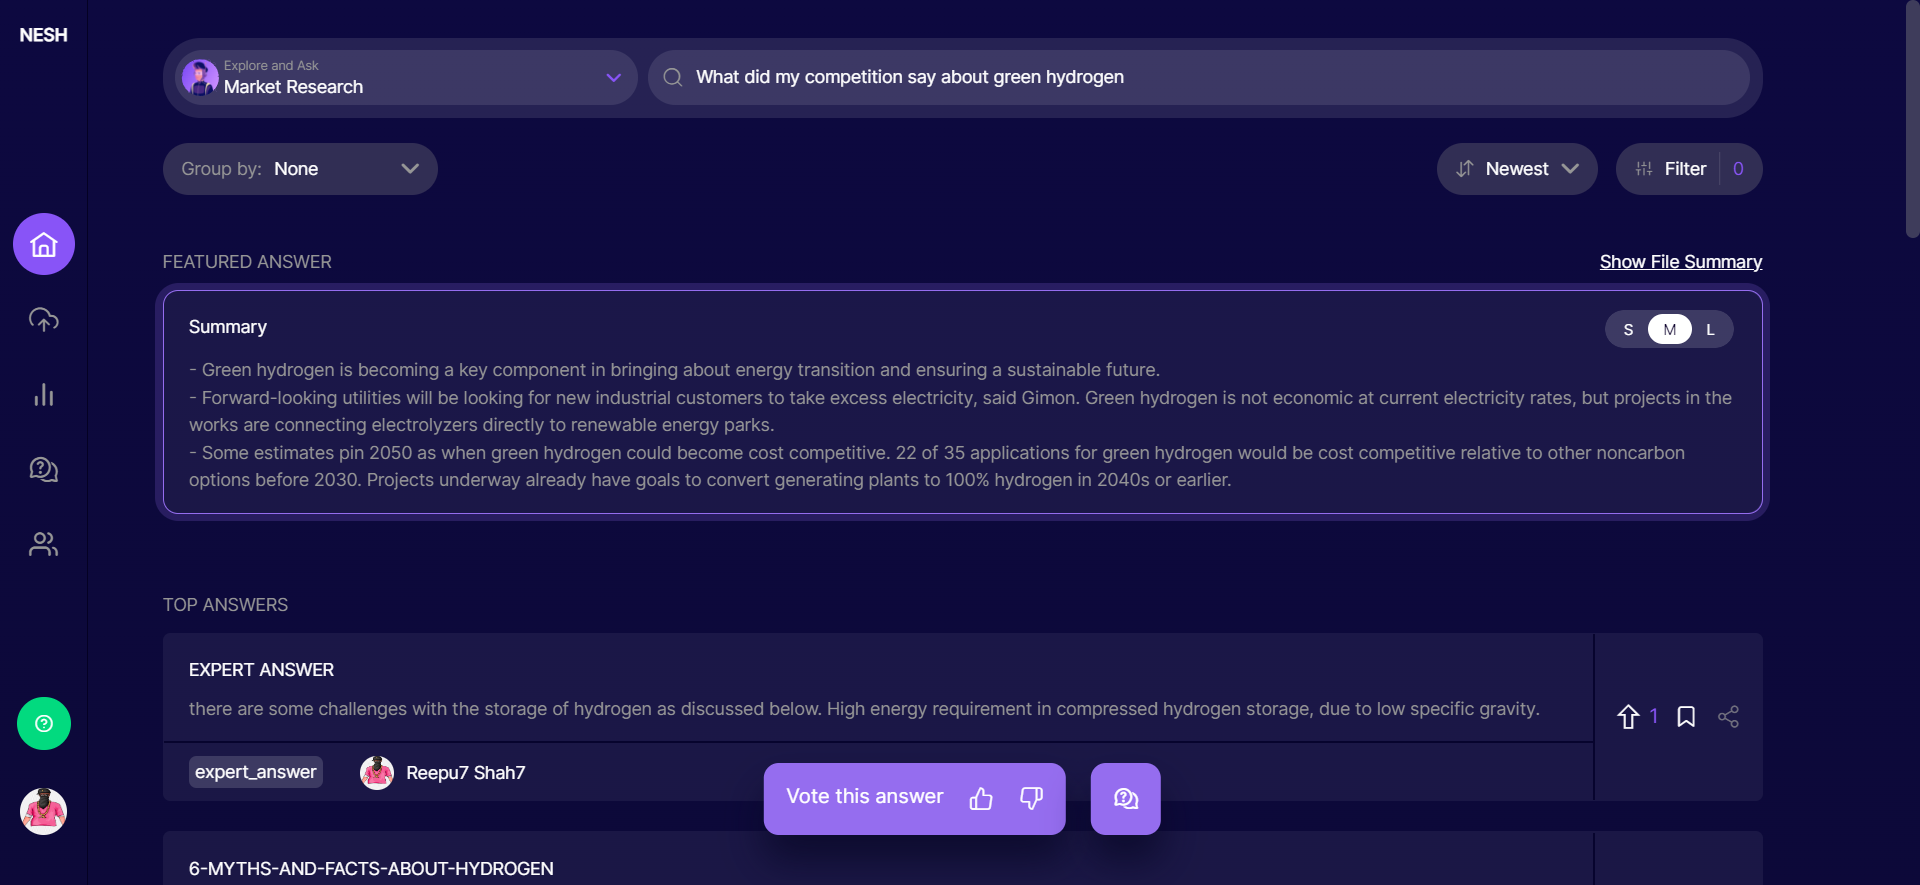 NESH
Explore and Ask
Market Research
What did my competition say about green hydrogen
Group by: None
Newest
Filter 0
FEATURED ANSWER
Show File Summary
Summary
S M L
- Green hydrogen is becoming a key component in bringing about energy transition and ensuring a sustainable future.
- Forward-looking utilities will be looking for new industrial customers to take excess electricity, said Gimon. Green hydrogen is not economic at current electricity rates, but projects in the
works are connecting electrolyzers directly to renewable energy parks.
- Some estimates pin 2050 as when green hydrogen could become cost competitive. 22 of 35 applications for green hydrogen would be cost competitive relative to other noncarbon
options before 2030. Projects underway already have goals to convert generating plants to 100% hydrogen in 2040s or earlier.
TOP ANSWERS
EXPERT ANSWER
there are some challenges with the storage of hydrogen as discussed below. High energy requirement in compressed hydrogen storage, due to low specific gravity.
1
expert_answer
Reepu7 Shah7
Vote this answer
6-MYTHS-AND-FACTS-ABOUT-HYDROGEN